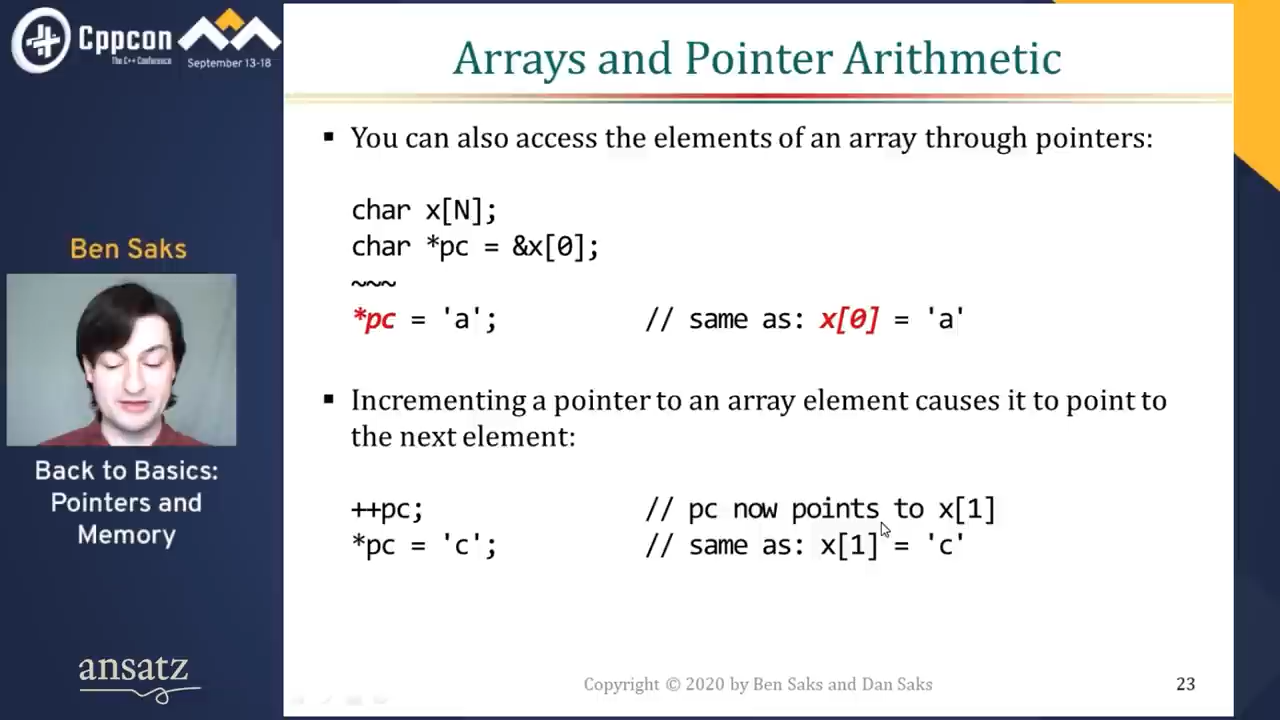 Cppcon
The C++ Conference
September 13-18
Arrays and Pointer Arithmetic
▪ You can also access the elements of an array through pointers:
char x[N];
char *pc = &x[0];
~~~
*pc = 'a'; // same as: x[0] = 'a'
▪ Incrementing a pointer to an array element causes it to point to
the next element:
++pc; // pc now points to x[1]
*pc = 'c'; // same as: x[1] = 'c'
Ben Saks
Back to Basics:
Pointers and
Memory
ansatz
Copyright © 2020 by Ben Saks and Dan Saks
23